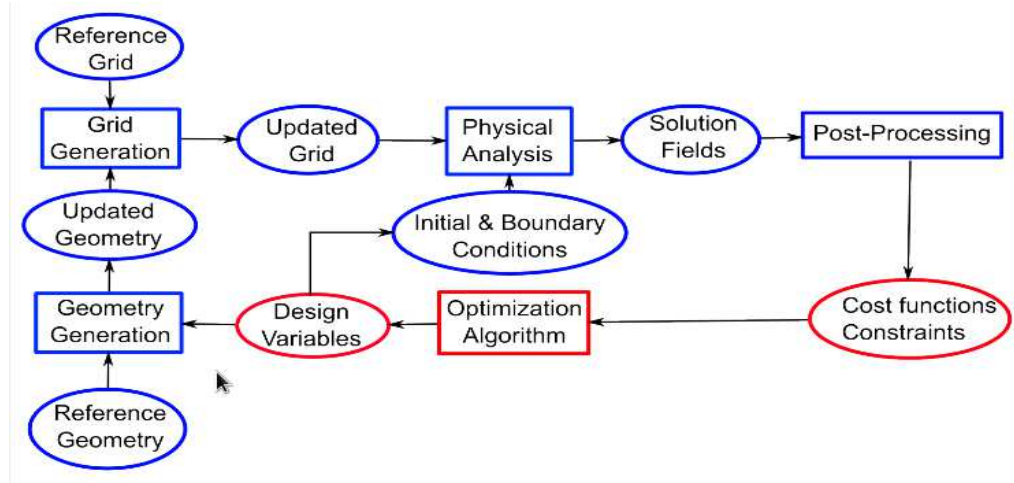 Reference
Grid
Grid
Generation
Updated
Grid
Physical
Analysis
Solution
Fields
Post-Processing
Updated
Geometry
Initial & Boundary
Conditions
Geometry
Generation
Design
Variables
Optimization
Algorithm
Cost functions
Constraints
Reference
Geometry